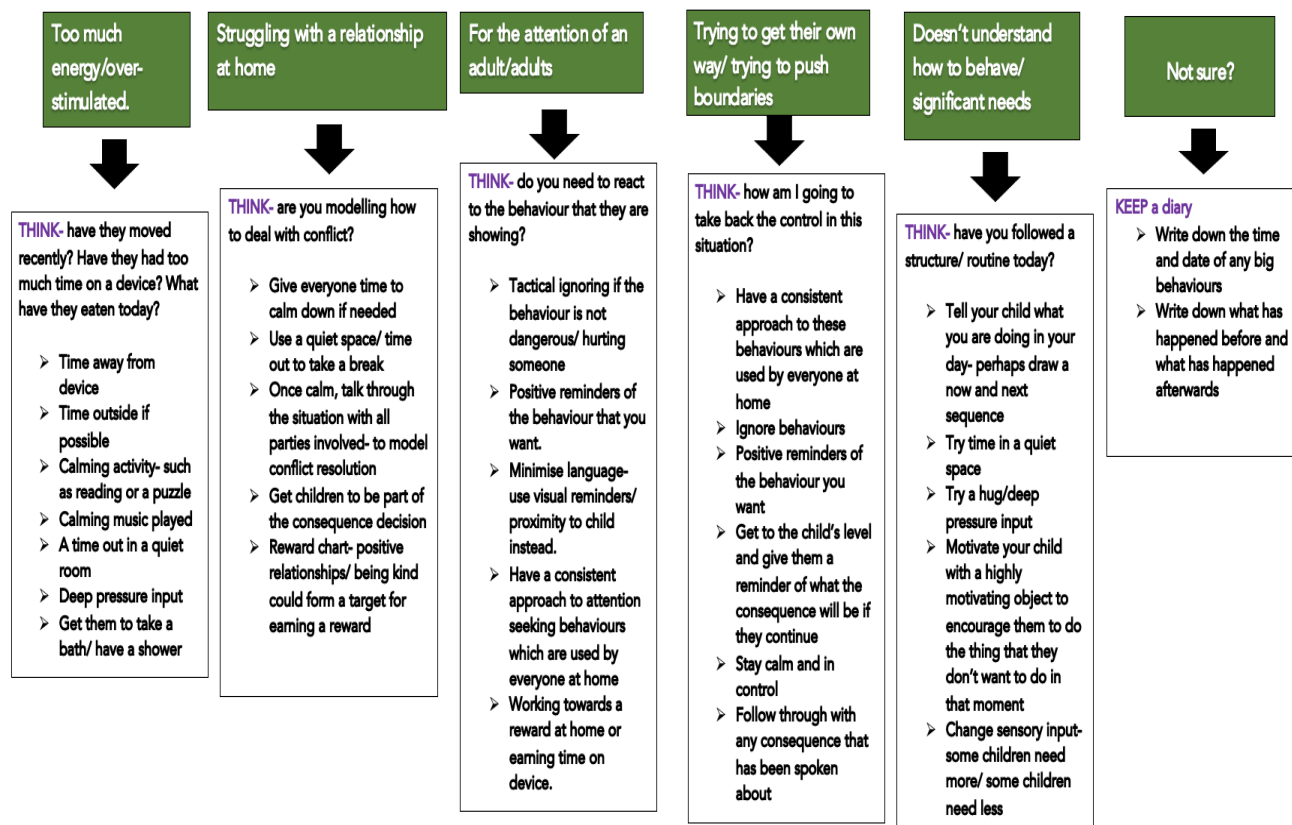 Too much
energy/over-
stimulated.
THINK- have they moved
recently? Have they had too
much time on a device? What
have they eaten today?
➢ Time away from
device
➢ Time outside if
possible
➢ Calming activity- such
as reading or a puzzle
➢ Calming music played
➢ A time out in a quiet
room
➢ Deep pressure input
➢ Get them to take a
bath/ have a shower
Struggling with a relationship
at home
THINK- are you modelling how
to deal with conflict?
➢ Give everyone time to
calm down if needed
➢ Use a quiet space/ time
out to take a break
➢ Once calm, talk through
the situation with all
parties involved- to model
conflict resolution
➢ Get children to be part of
the consequence decision
➢ Reward chart- positive
relationships/ being kind
could form a target for
earning a reward
For the attention of an
adult/adults
THINK- do you need to react
to the behaviour that they are
showing?
➢ Tactical ignoring if the
behaviour is not
dangerous/ hurting
someone
➢ Positive reminders of
the behaviour that you
want.
➢ Minimise language-
use visual reminders/
proximity to child
instead.
➢ Have a consistent
approach to attention
seeking behaviours
which are used by
everyone at home
➢ Working towards a
reward at home or
earning time on
device.
Trying to get their own
way/ trying to push
boundaries
THINK- how am I going to
take back the control in this
situation?
➢ Have a consistent
approach to these
behaviours which are
used by everyone at
home
➢ Ignore behaviours
➢ Positive reminders of
the behaviour you
want
➢ Get to the child's level
and give them a
reminder of what the
consequence will be if
they continue
➢ Stay calm and in
control
➢ Follow through with
any consequence that
has been spoken
about
Doesn't understand
how to behave/
significant needs
THINK- have you followed a
structure/ routine today?
➢ Tell your child what
you are doing in your
day- perhaps draw a
now and next
sequence
➢ Try time in a quiet
space
➢ Try a hug/deep
pressure input
➢ Motivate your child
with a highly
motivating object to
encourage them to do
the thing that they
don't want to do in
that moment
➢ Change sensory input-
some children need
more/ some children
need less
Not sure?
KEEP a diary
➢ Write down the time
and date of any big
behaviours
➢ Write down what has
happened before and
what has happened
afterwards